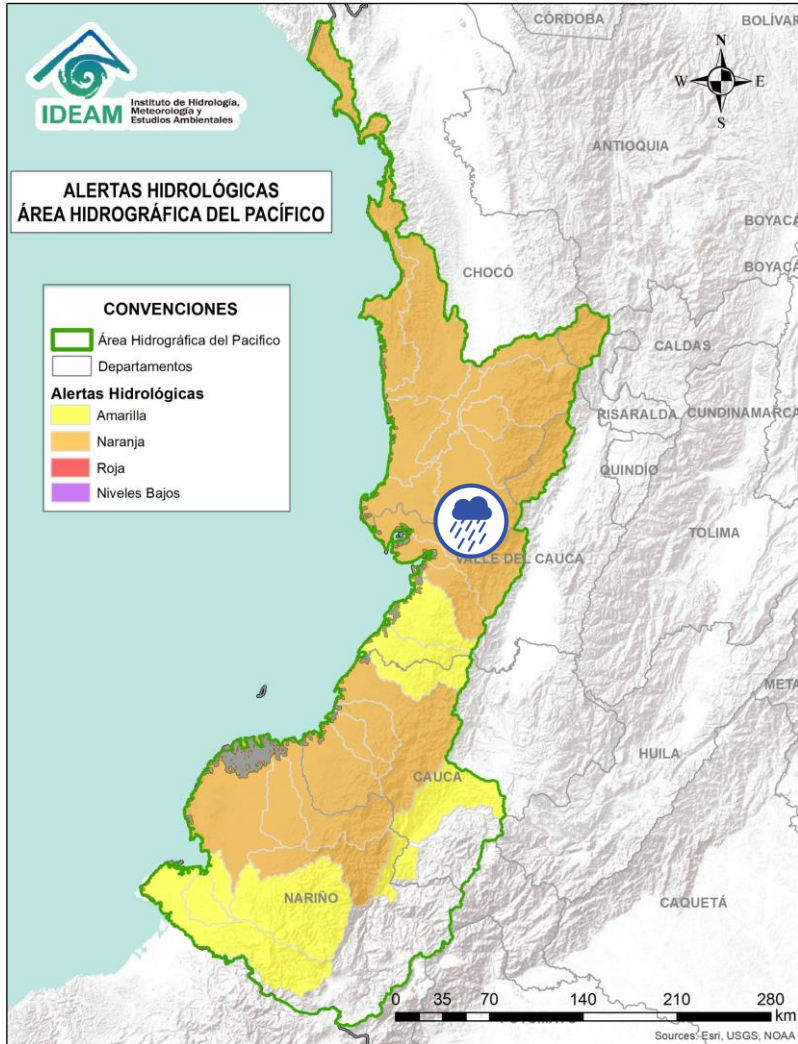 CÓRDOBA
BOLÍVAR
IDEAM
Instituto de Hidrología,
Meteorología y
Estudios Ambientales
N
W
E
S
ANTIOQUIA
ALERTAS HIDROLÓGICAS
ÁREA HIDROGRÁFICA DEL PACÍFICO
BOYACÁ
BOYACÁ
CHOCÓ
CONVENCIONES
Área Hidrográfica del Pacifico
Departamentos
Alertas Hidrológicas
Amarilla
Naranja
Roja
Niveles Bajos
CALDAS
RISARALDA
CUNDINAMARCA
QUINDÍO
TOLIMA
VALLE DEL CAUCA
META
HUILA
CAUCA
NARIÑO
CAQUETÁ
0 35 70 140 210 280
km
Sources: Esri, USGS, NOAA